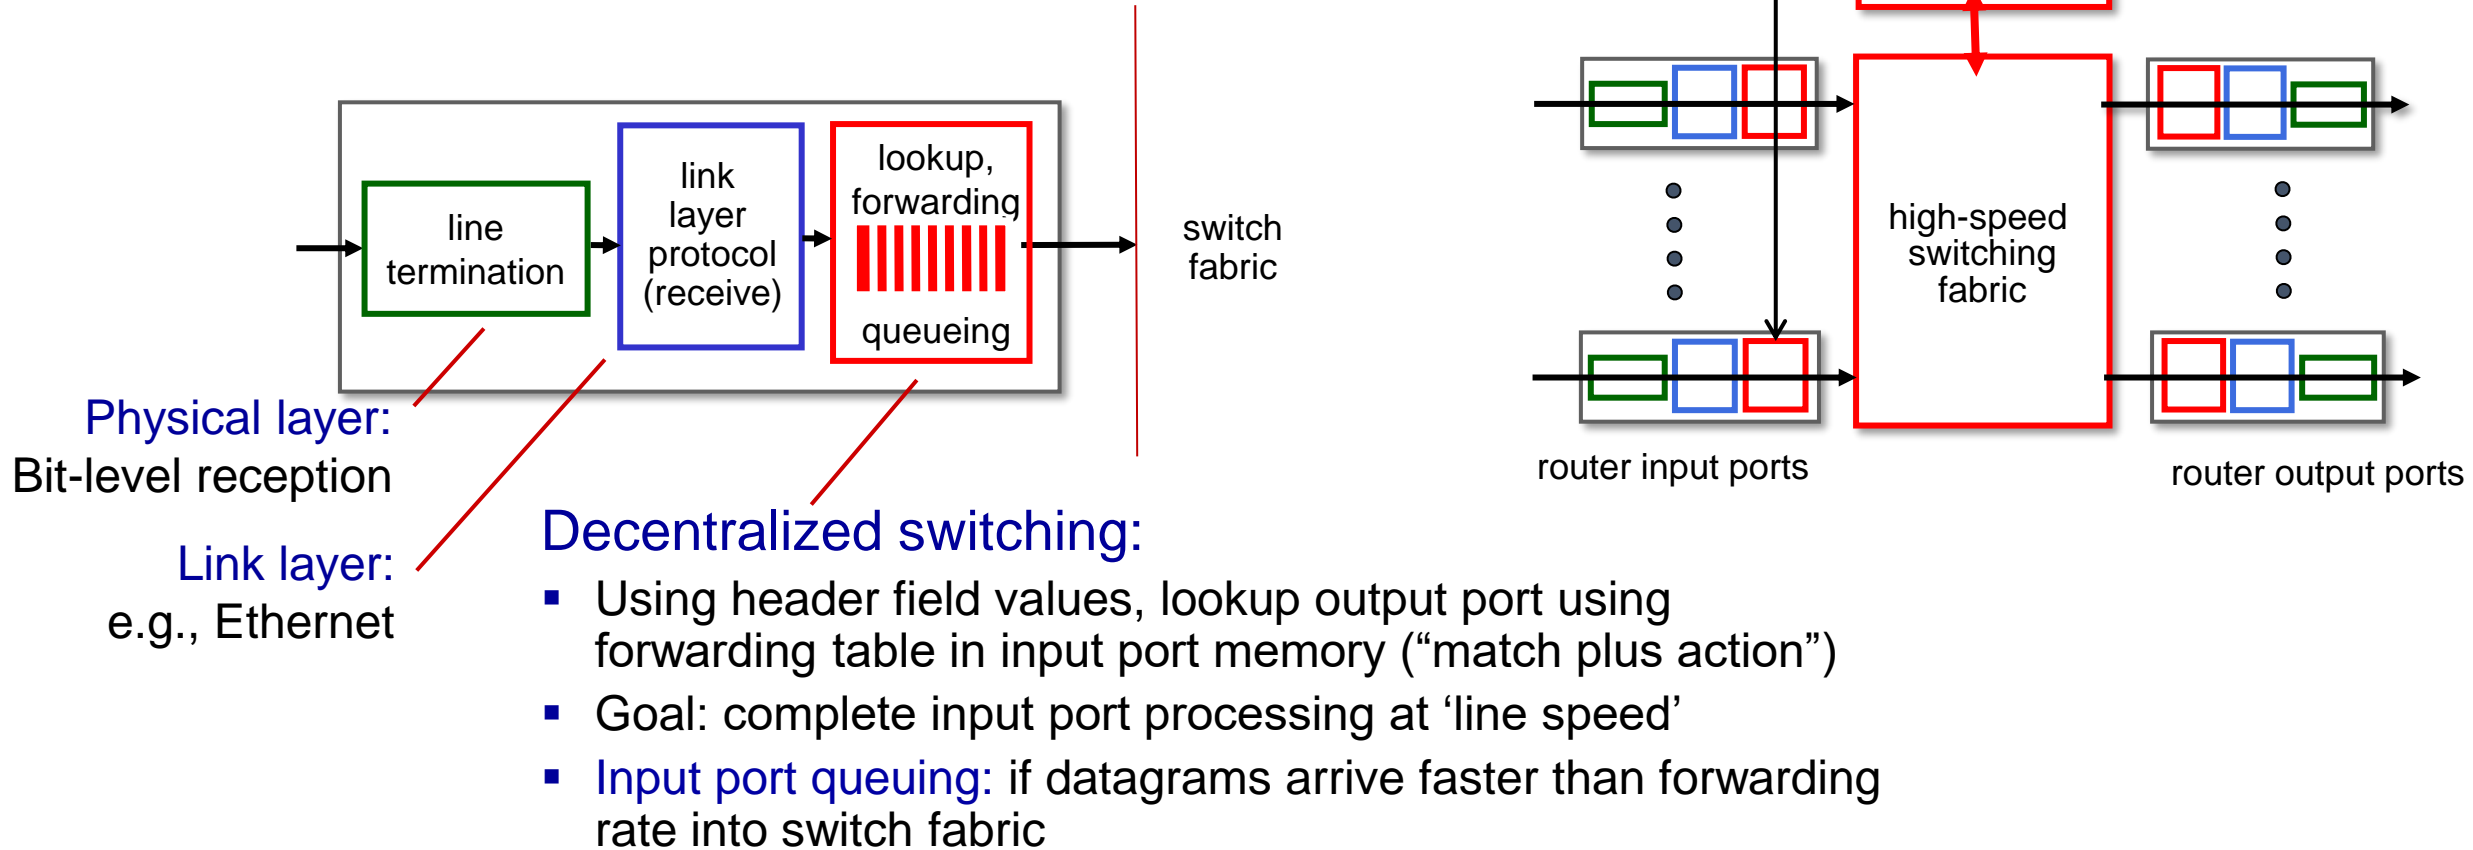 line
termination
link
layer
protocol
(receive)
lookup,
forwarding
queueing
switch
fabric
high-speed
switching
fabric
router input ports
router output ports
Physical layer:
Bit-level reception
Link layer:
e.g., Ethernet
Decentralized switching:
▪ Using header field values, lookup output port using
forwarding table in input port memory (“match plus action”)
▪ Goal: complete input port processing at ‘line speed’
▪ Input port queuing: if datagrams arrive faster than forwarding
rate into switch fabric